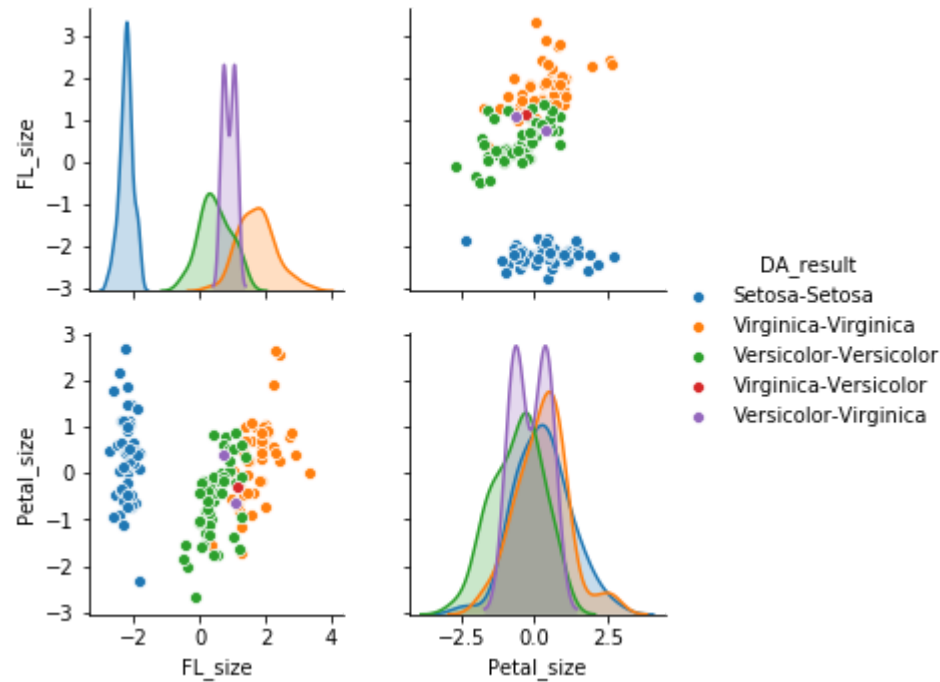 3
2
1
0
−1
−2
−3
FL_size
3
2
1
0
−1
−2
−3
Petal_size
−2 0 2 4
FL_size
−2.5 0.0 2.5
Petal_size
DA_result
Setosa-Setosa
Virginica-Virginica
Versicolor-Versicolor
Virginica-Versicolor
Versicolor-Virginica